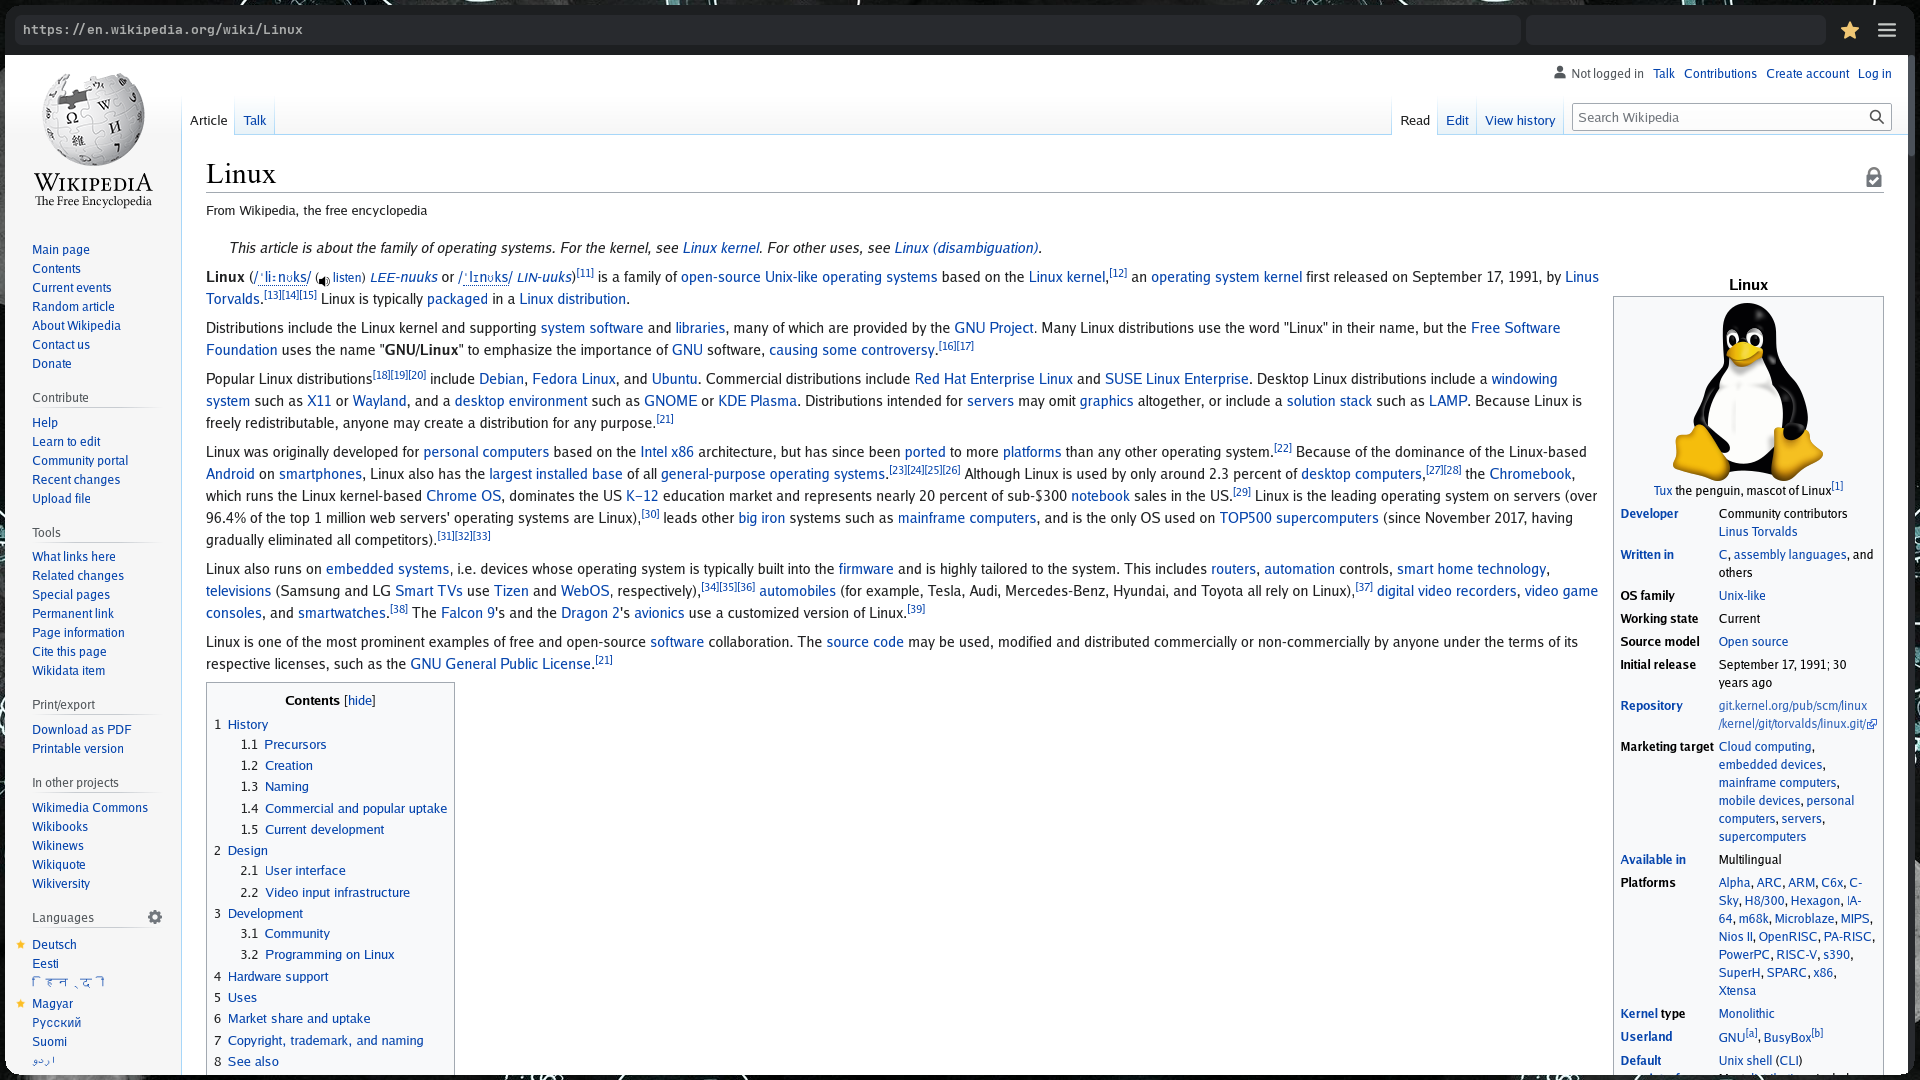 https://en.wikipedia.org/wiki/Linux
Not logged in Talk Contributions Create account Log in
Article Talk
Read Edit View history Search Wikipedia
WIKIPEDIA
The Free Encyclopedia
Main page
Contents
Current events
Random article
About Wikipedia
Contact us
Donate
Contribute
Help
Learn to edit
Community portal
Recent changes
Upload file
Tools
What links here
Related changes
Special pages
Permanent link
Page information
Cite this page
Wikidata item
Print/export
Download as PDF
Printable version
In other projects
Wikimedia Commons
Wikibooks
Wikinews
Wikiquote
Wikiversity
Languages
Deutsch
Eesti
हिन्दी
Magyar
Русский
Suomi
اردو
Linux
From Wikipedia, the free encyclopedia
This article is about the family of operating systems. For the kernel, see Linux kernel. For other uses, see Linux (disambiguation).
Linux (/ˈliːnʊks/ (listen) LEE-nuuks or /ˈlɪnʊks/ LIN-uuks)[11] is a family of open-source Unix-like operating systems based on the Linux kernel,[12] an operating system kernel first released on September 17, 1991, by Linus
Torvalds.[13][14][15] Linux is typically packaged in a Linux distribution.
Distributions include the Linux kernel and supporting system software and libraries, many of which are provided by the GNU Project. Many Linux distributions use the word "Linux" in their name, but the Free Software
Foundation uses the name "GNU/Linux" to emphasize the importance of GNU software, causing some controversy.[16][17]
Popular Linux distributions[18][19][20] include Debian, Fedora Linux, and Ubuntu. Commercial distributions include Red Hat Enterprise Linux and SUSE Linux Enterprise. Desktop Linux distributions include a windowing
system such as X11 or Wayland, and a desktop environment such as GNOME or KDE Plasma. Distributions intended for servers may omit graphics altogether, or include a solution stack such as LAMP. Because Linux is
freely redistributable, anyone may create a distribution for any purpose.[21]
Linux was originally developed for personal computers based on the Intel x86 architecture, but has since been ported to more platforms than any other operating system.[22] Because of the dominance of the Linux-based
Android on smartphones, Linux also has the largest installed base of all general-purpose operating systems.[23][24][25][26] Although Linux is used by only around 2.3 percent of desktop computers,[27][28] the Chromebook,
which runs the Linux kernel-based Chrome OS, dominates the US K–12 education market and represents nearly 20 percent of sub-$300 notebook sales in the US.[29] Linux is the leading operating system on servers (over
96.4% of the top 1 million web servers' operating systems are Linux),[30] leads other big iron systems such as mainframe computers, and is the only OS used on TOP500 supercomputers (since November 2017, having
gradually eliminated all competitors).[31][32][33]
Linux also runs on embedded systems, i.e. devices whose operating system is typically built into the firmware and is highly tailored to the system. This includes routers, automation controls, smart home technology,
televisions (Samsung and LG Smart TVs use Tizen and WebOS, respectively),[34][35][36] automobiles (for example, Tesla, Audi, Mercedes-Benz, Hyundai, and Toyota all rely on Linux),[37] digital video recorders, video game
consoles, and smartwatches.[38] The Falcon 9's and the Dragon 2's avionics use a customized version of Linux.[39]
Linux is one of the most prominent examples of free and open-source software collaboration. The source code may be used, modified and distributed commercially or non-commercially by anyone under the terms of its
respective licenses, such as the GNU General Public License.[21]
Contents [hide]
1 History
1.1 Precursors
1.2 Creation
1.3 Naming
1.4 Commercial and popular uptake
1.5 Current development
2 Design
2.1 User interface
2.2 Video input infrastructure
3 Development
3.1 Community
3.2 Programming on Linux
4 Hardware support
5 Uses
6 Market share and uptake
7 Copyright, trademark, and naming
8 See also
Linux
Tux the penguin, mascot of Linux[1]
Developer Community contributors
Linus Torvalds
Written in C, assembly languages, and
others
OS family Unix-like
Working state Current
Source model Open source
Initial release September 17, 1991; 30
years ago
Repository git.kernel.org/pub/scm/linux
/kernel/git/torvalds/linux.git/
Marketing target Cloud computing,
embedded devices,
mainframe computers,
mobile devices, personal
computers, servers,
supercomputers
Available in Multilingual
Platforms Alpha, ARC, ARM, C6x, C-
Sky, H8/300, Hexagon, IA-
64, m68k, Microblaze, MIPS,
Nios II, OpenRISC, PA-RISC,
PowerPC, RISC-V, s390,
SuperH, SPARC, x86,
Xtensa
Kernel type Monolithic
Userland GNU[a], BusyBox[b]
Default Unix shell (CLI)